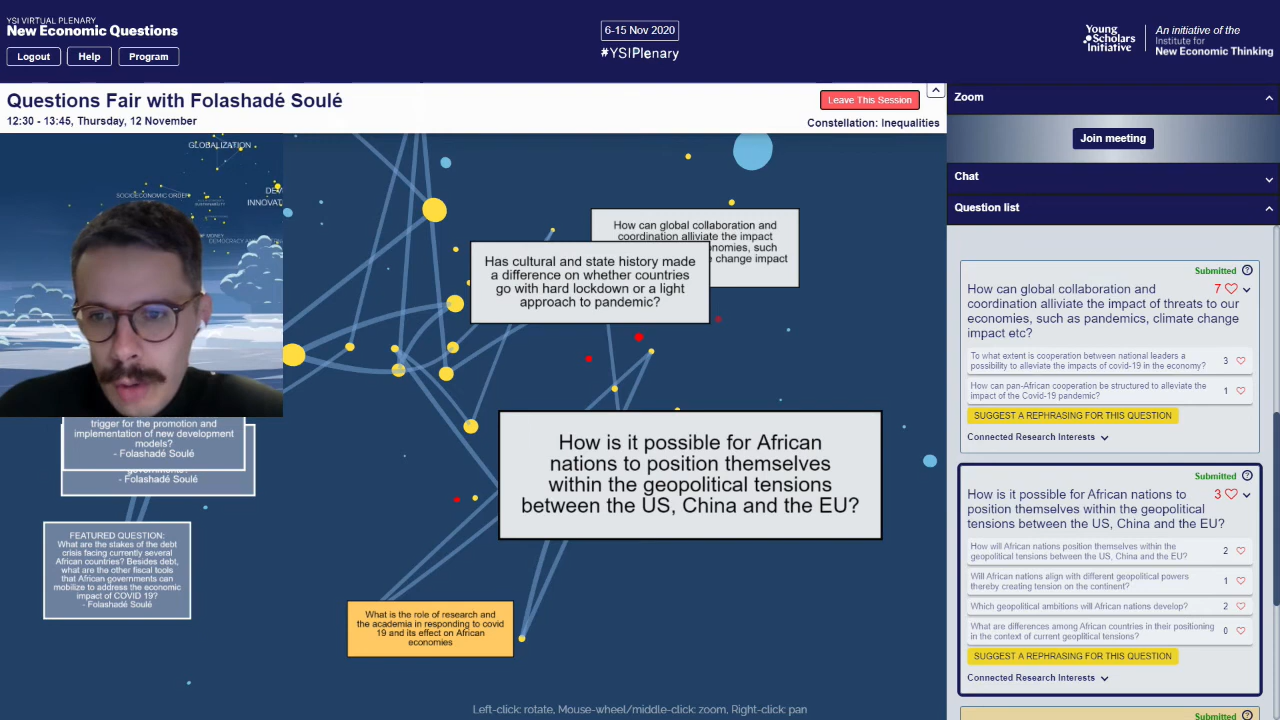 YSI VIRTUAL PLENARY
New Economic Questions
Logout
Help
Program
6-15 Nov 2020
#YSIPlenary
Young
Scholars
Initiative
An initiative of the
Institute for
New Economic Thinking
Questions Fair with Folashadé Soulé
12:30 - 13:45, Thursday, 12 November
Leave This Session
Constellation: Inequalities
GLOBALIZATION
SOCIOECONOMIC ORDER
INNOVAT
How can global collaboration and
coordination alliviate the impact
onomies, such
e change impact
Has cultural and state history made
a difference on whether countries
go with hard lockdown or a light
approach to pandemic?
How is it possible for African
nations to position themselves
within the geopolitical tensions
between the US, China and the EU?
trigger for the promotion and
implementation of new development
models?
- Folashadé Soulé
- Folashadé Soulé
FEATURED QUESTION:
What are the stakes of the debt
crisis facing currently several
African countries? Besides debt,
what are the other fiscal tools
that African governments can
mobilize to address the economic
impact of COVID 19?
- Folashadé Soulé
What is the role of research and
the academia in responding to covid
19 and its effect on African
economies
Left-click: rotate, Mouse-wheel/middle-click: zoom, Right-click: pan
Zoom
Join meeting
Chat
Question list
Submitted
How can global collaboration and
7
coordination alliviate the impact of threats to our
economies, such as pandemics, climate change
impact etc?
To what extent is cooperation between national leaders a
possibility to alleviate the impacts of covid-19 in the economy?
3
How can pan-African cooperation be structured to alleviate the
impact of the Covid-19 pandemic?
1
SUGGEST A REPHRASING FOR THIS QUESTION
Connected Research Interests
Submitted
How is it possible for African nations to
3
position themselves within the geopolitical
tensions between the US, China and the EU?
How will African nations position themselves within the
geopolitical tensions between the US, China and the EU?
2
Will African nations align with different geopolitical powers
thereby creating tension on the continent?
1
Which geopolitical ambitions will African nations develop?
2
What are differences among African countries in their positioning
in the context of current geoplitical tensions?
0
SUGGEST A REPHRASING FOR THIS QUESTION
Connected Research Interests
Submitted